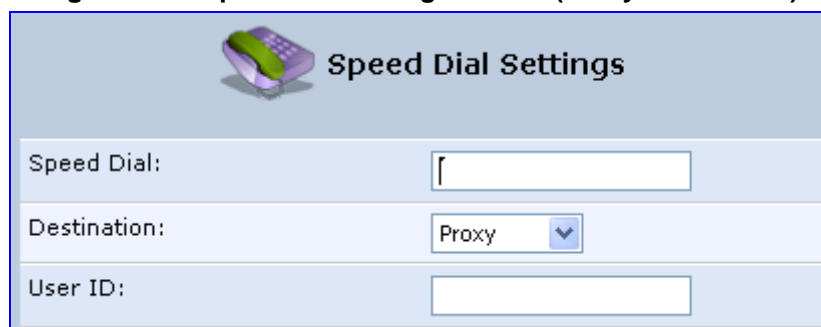 Speed Dial Settings
Speed Dial:
Destination:
Proxy
User ID: